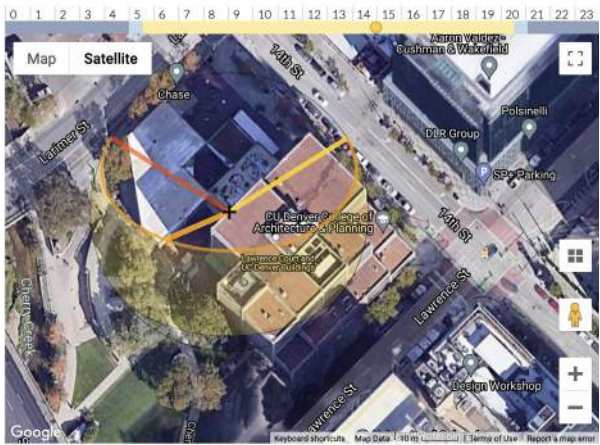 0 1 2 3 4 5 6 7 8 9 10 11 12 13 14 15 16 17 18 19 20 21 22 23
Map Satellite
14th St
Aaron Valdez-
Cushman & Wakefield
Chase
Polsinelli
Larimer St
DLR Group
SP+ Parking
P
CU Denver College of
Architecture & Planning
14th St
Lawrence Court and
UC Denver Buildings
Lawrence St
Cherry Creek
Design Workshop
Lawrence St
Google
Keyboard shortcuts Map Data 10 m Terms of Use Report a map error